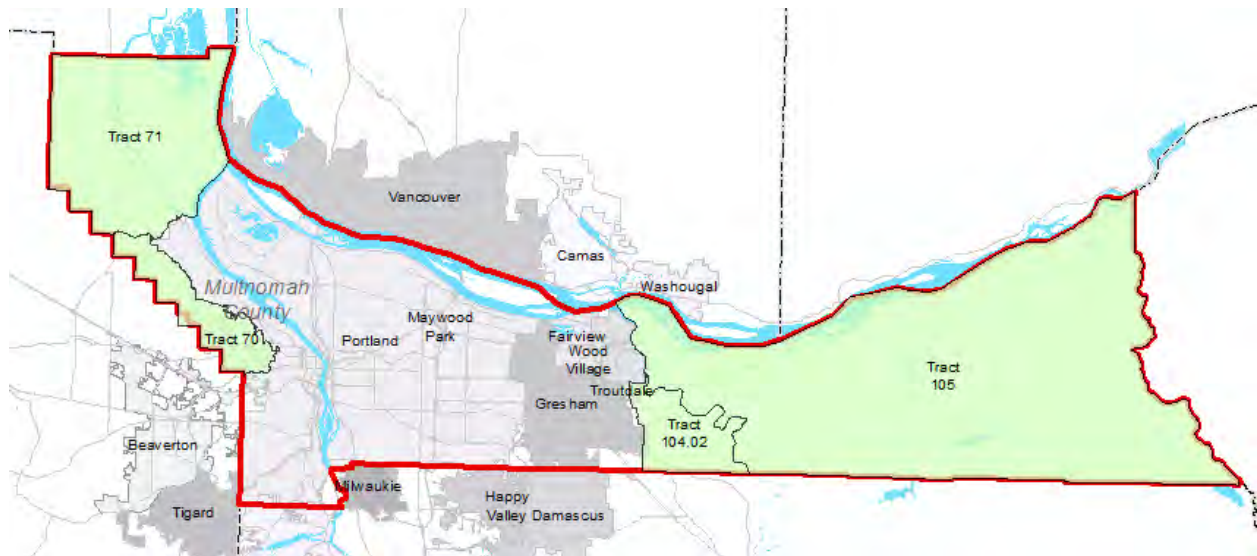 Tract 71
Vancouver
Camas
Washougal
Multnomah
County
Maywood
Park
Portland
Tract 70
Fairview
Wood
Village
Troutdale
Gresham
Tract
105
Tract
104.02
Beaverton
Milwaukie
Tigard
Happy
Valley Damascus